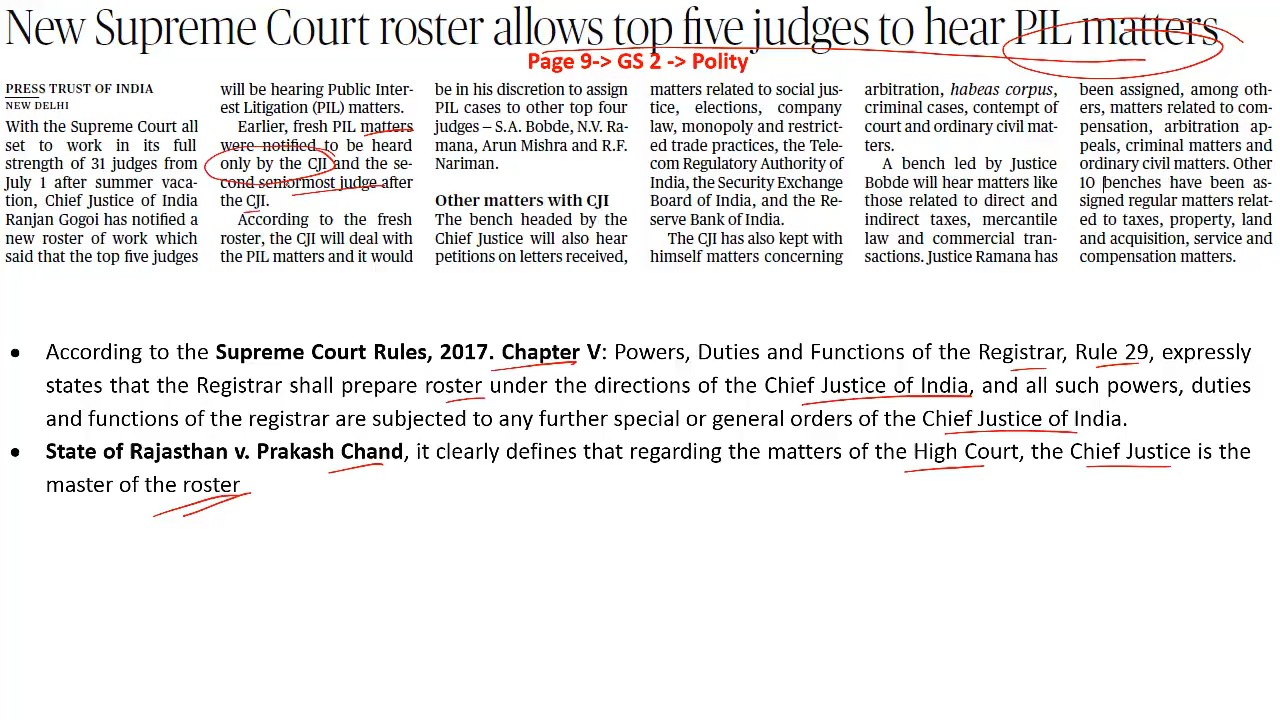 New Supreme Court roster allows top five judges to hear PIL matters
Page 9-> GS 2 -> Polity
PRESS TRUST OF INDIA
NEW DELHI
With the Supreme Court all
set to work in its full
strength of 31 judges from
July 1 after summer vaca-
tion, Chief Justice of India
Ranjan Gogoi has notified a
new roster of work which
said that the top five judges
will be hearing Public Inter-
est Litigation (PIL) matters.
Earlier, fresh PIL matters
were notified to be heard
only by the CJI and the se-
cond seniormost judge after
the CJI.
According to the fresh
roster, the CJI will deal with
the PIL matters and it would
be in his discretion to assign
PIL cases to other top four
judges – S.A. Bobde, N.V. Ra-
mana, Arun Mishra and R.F.
Nariman.
Other matters with CJI
The bench headed by the
Chief Justice will also hear
petitions on letters received,
matters related to social jus-
tice, elections, company
law, monopoly and restrict-
ed trade practices, the Tele-
com Regulatory Authority of
India, the Security Exchange
Board of India, and the Re-
serve Bank of India.
The CJI has also kept with
himself matters concerning
arbitration, habeas corpus,
criminal cases, contempt of
court and ordinary civil mat-
ters.
A bench led by Justice
Bobde will hear matters like
those related to direct and
indirect taxes, mercantile
law and commercial tran-
sactions. Justice Ramana has
been assigned, among oth-
ers, matters related to com-
pensation, arbitration ap-
peals, criminal matters and
ordinary civil matters. Other
10 benches have been as-
signed regular matters relat-
ed to taxes, property, land
and acquisition, service and
compensation matters.
• According to the Supreme Court Rules, 2017. Chapter V: Powers, Duties and Functions of the Registrar, Rule 29, expressly
states that the Registrar shall prepare roster under the directions of the Chief Justice of India, and all such powers, duties
and functions of the registrar are subjected to any further special or general orders of the Chief Justice of India.
• State of Rajasthan v. Prakash Chand, it clearly defines that regarding the matters of the High Court, the Chief Justice is the
master of the roster